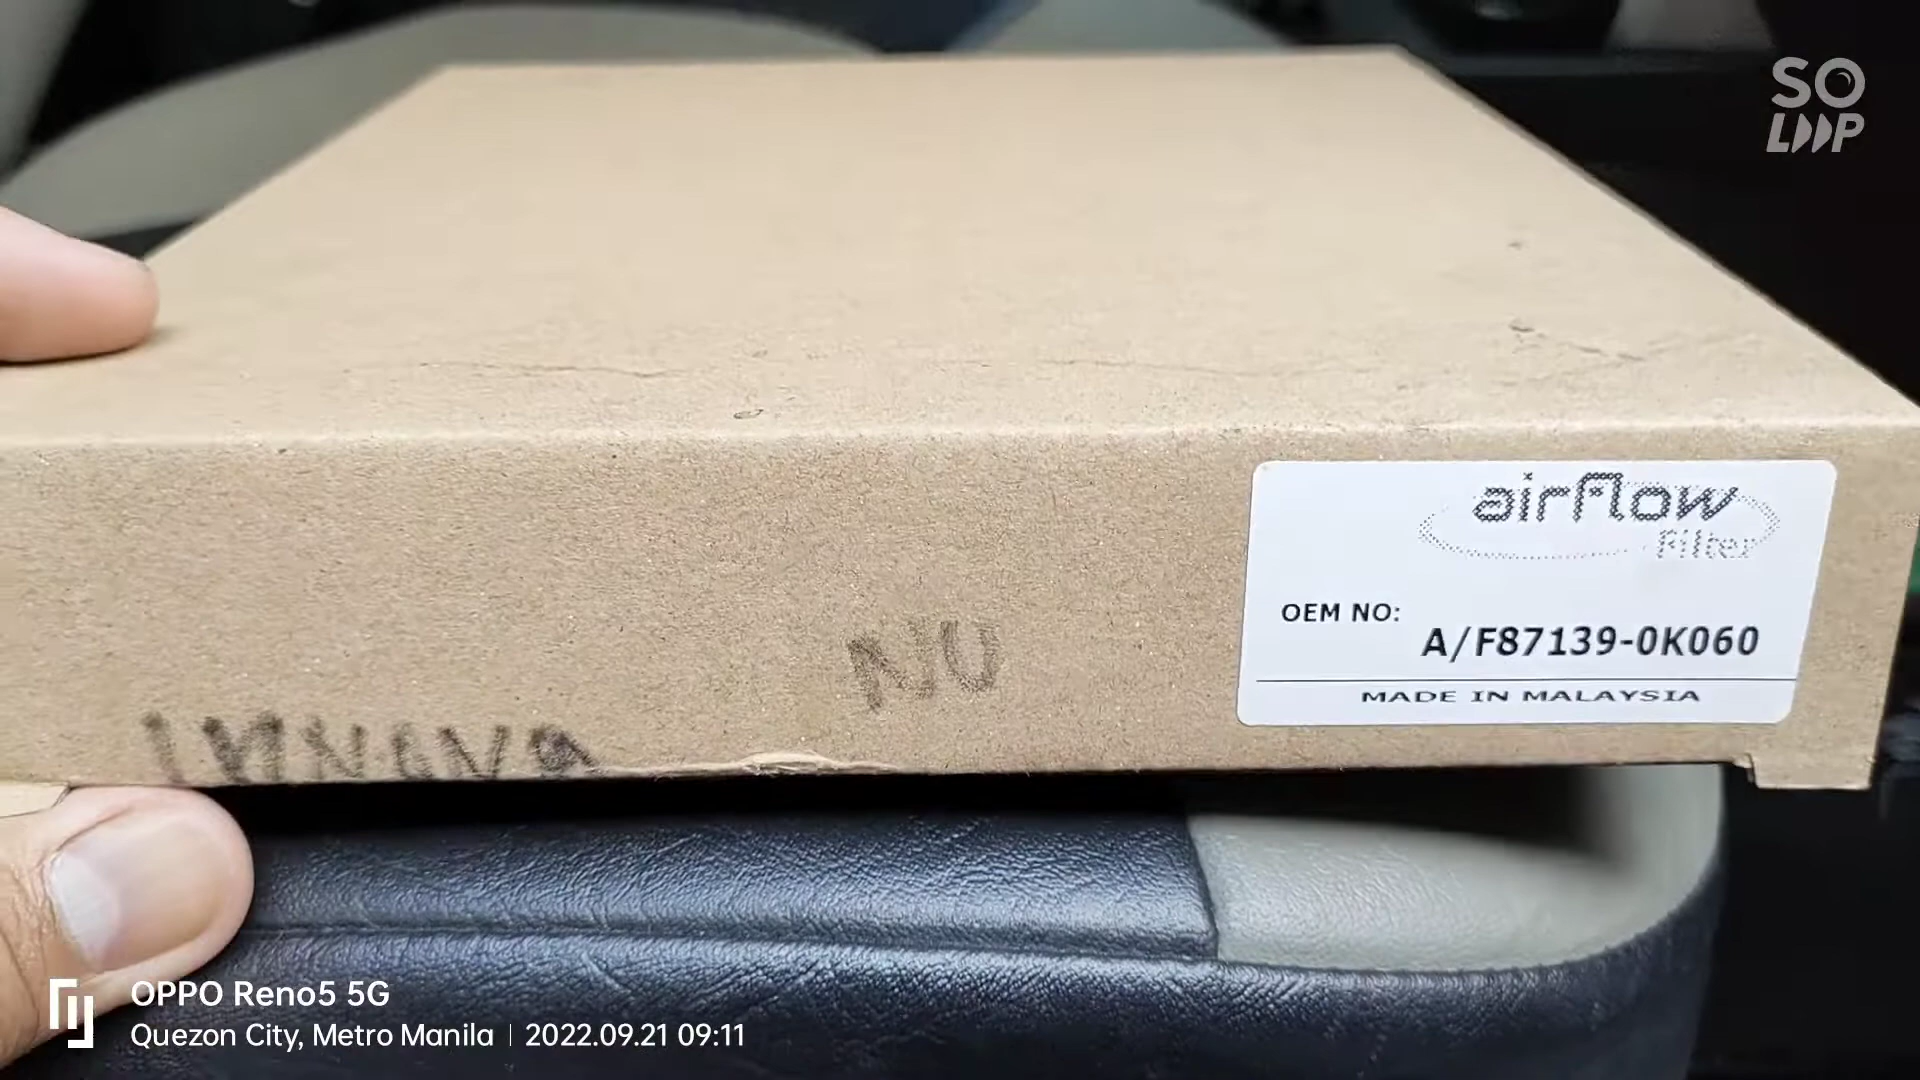 SO
LOOP
airflow
Filter
OEM NO:
A/F87139-0K060
MADE IN MALAYSIA
NU
INNOVA
OPPO Reno5 5G
Quezon City, Metro Manila | 2022.09.21 09:11